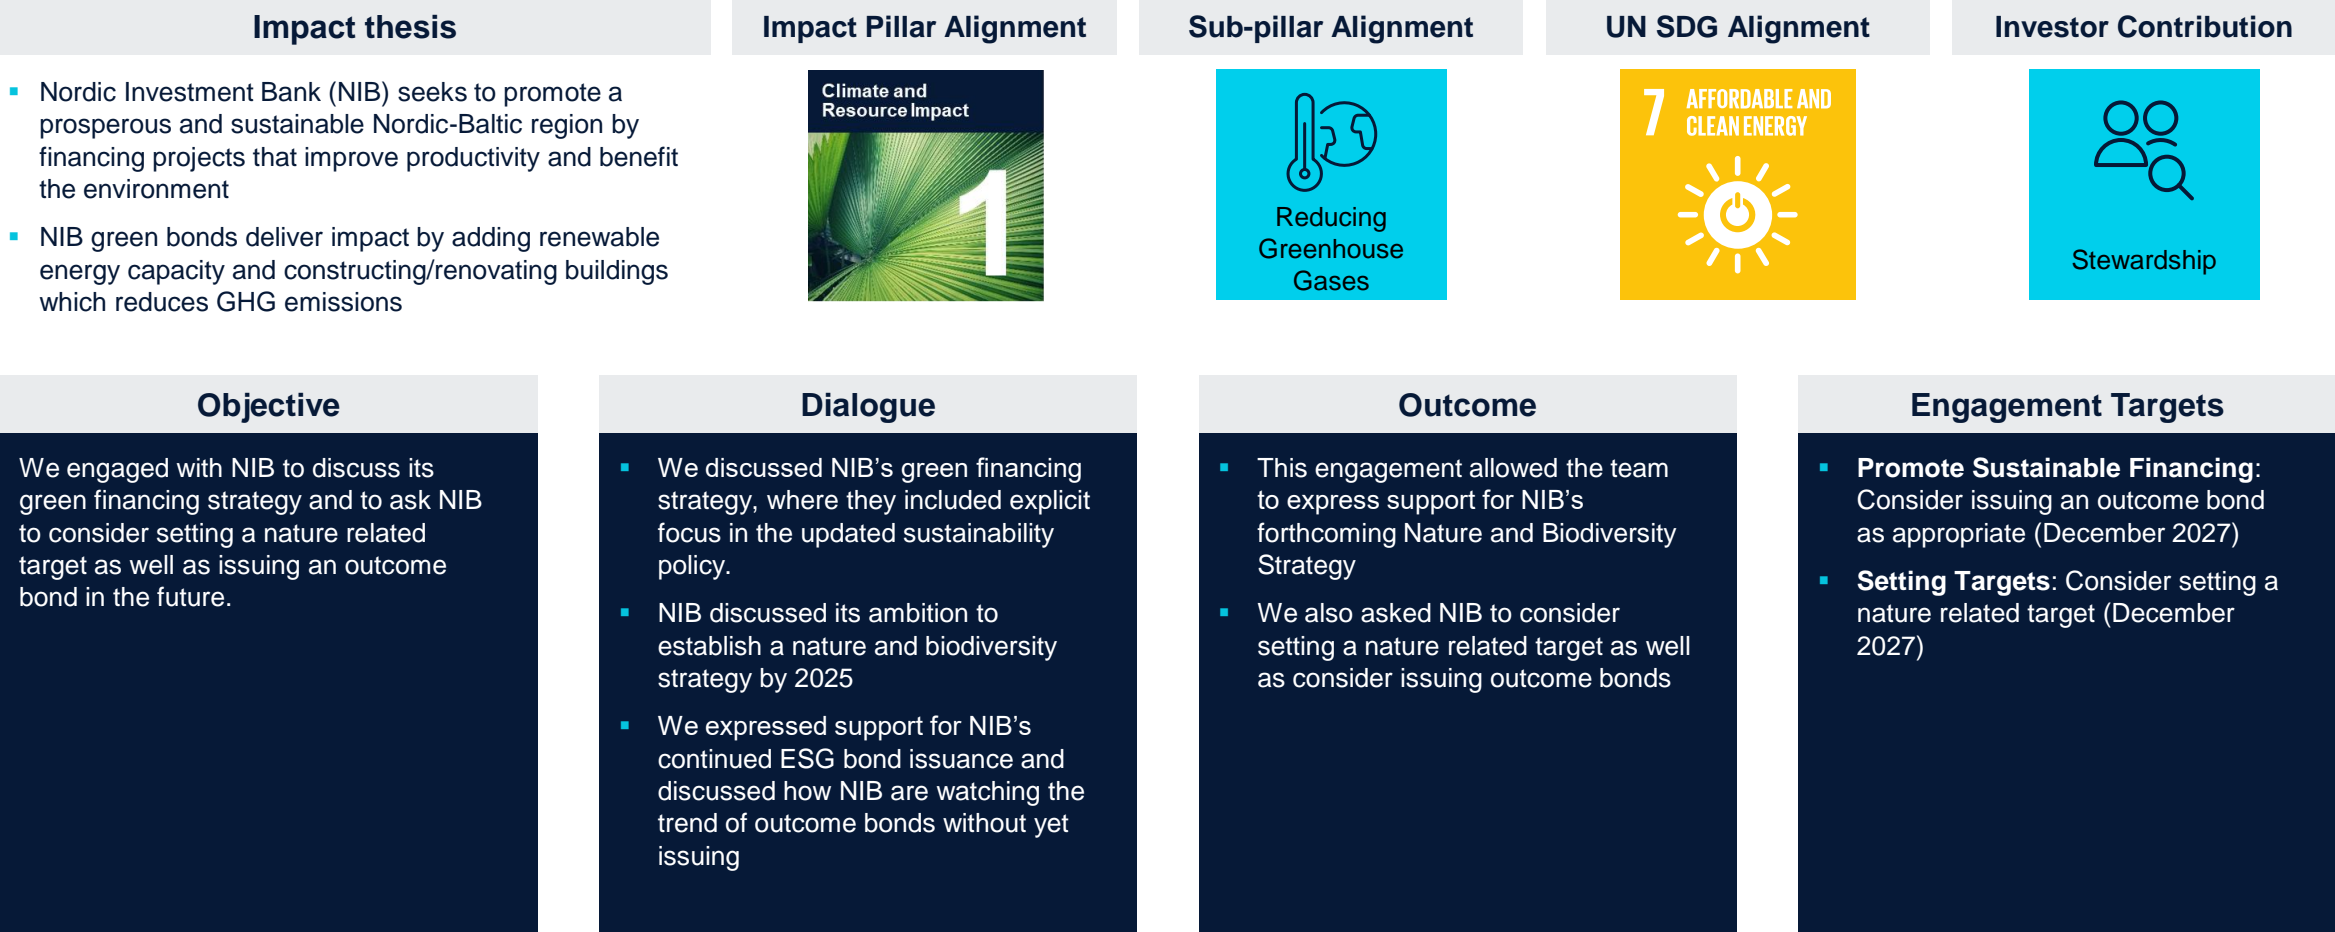 Impact thesis
Nordic Investment Bank (NIB) seeks to promote a
prosperous and sustainable Nordic-Baltic region by
financing projects that improve productivity and benefit
the environment
NIB green bonds deliver impact by adding renewable
energy capacity and constructing/renovating buildings
which reduces GHG emissions
Impact Pillar Alignment
Climate and
Resource Impact
1
Sub-pillar Alignment
Reducing
Greenhouse
Gases
UN SDG Alignment
7 AFFORDABLE AND
CLEAN ENERGY
Investor Contribution
Stewardship
Objective
We engaged with NIB to discuss its
green financing strategy and to ask NIB
to consider setting a nature related
target as well as issuing an outcome
bond in the future.
Dialogue
We discussed NIB’s green financing
strategy, where they included explicit
focus in the updated sustainability
policy.
NIB discussed its ambition to
establish a nature and biodiversity
strategy by 2025
We expressed support for NIB’s
continued ESG bond issuance and
discussed how NIB are watching the
trend of outcome bonds without yet
issuing
Outcome
This engagement allowed the team
to express support for NIB’s
forthcoming Nature and Biodiversity
Strategy
We also asked NIB to consider
setting a nature related target as well
as consider issuing outcome bonds
Engagement Targets
Promote Sustainable Financing:
Consider issuing an outcome bond
as appropriate (December 2027)
Setting Targets: Consider setting a
nature related target (December
2027)